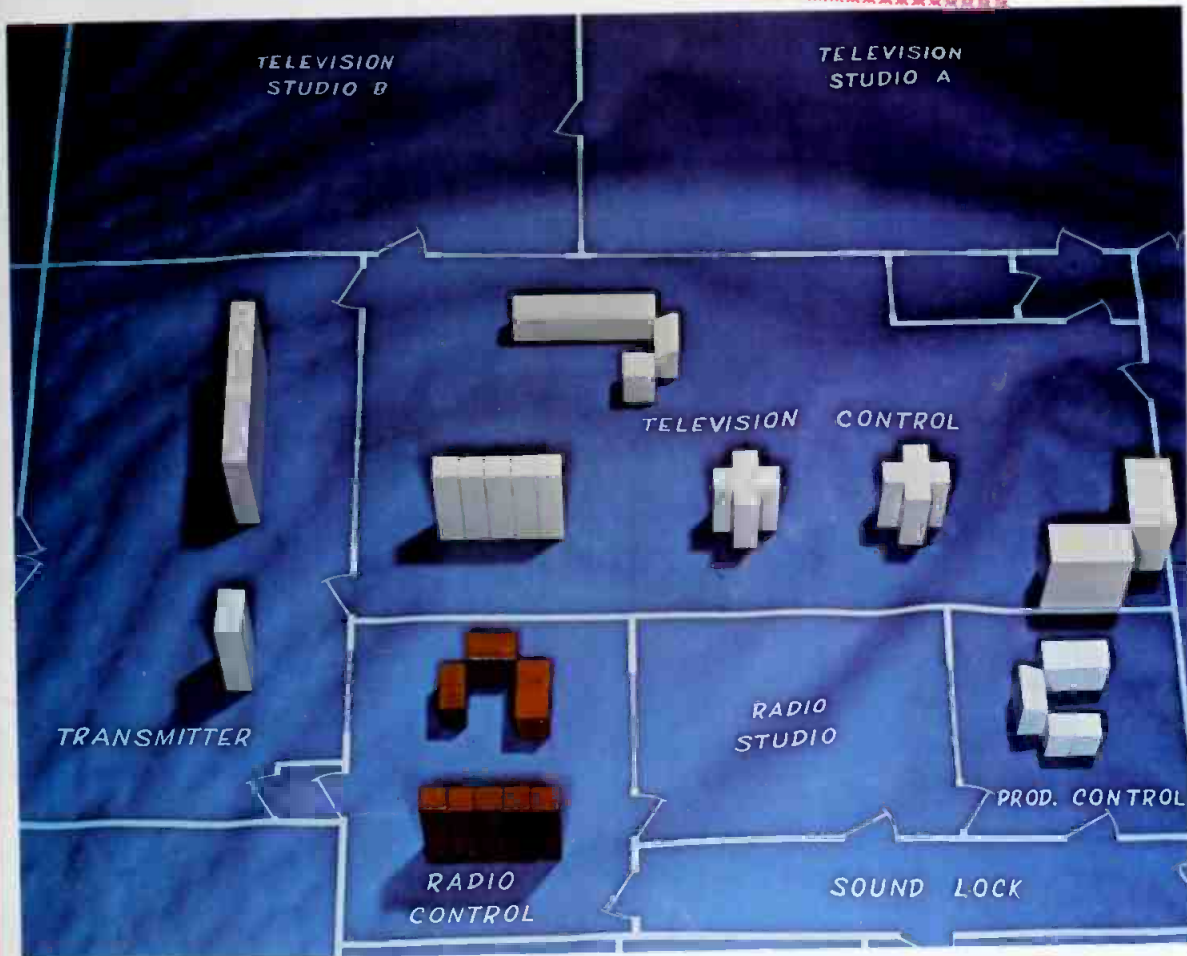 TELEVISION
STUDIO B
TELEVISION
STUDIO A
TELEVISION CONTROL
TRANSMITTER
RADIO
STUDIO
PROD. CONTROL
RADIO
CONTROL
SOUND LOCK